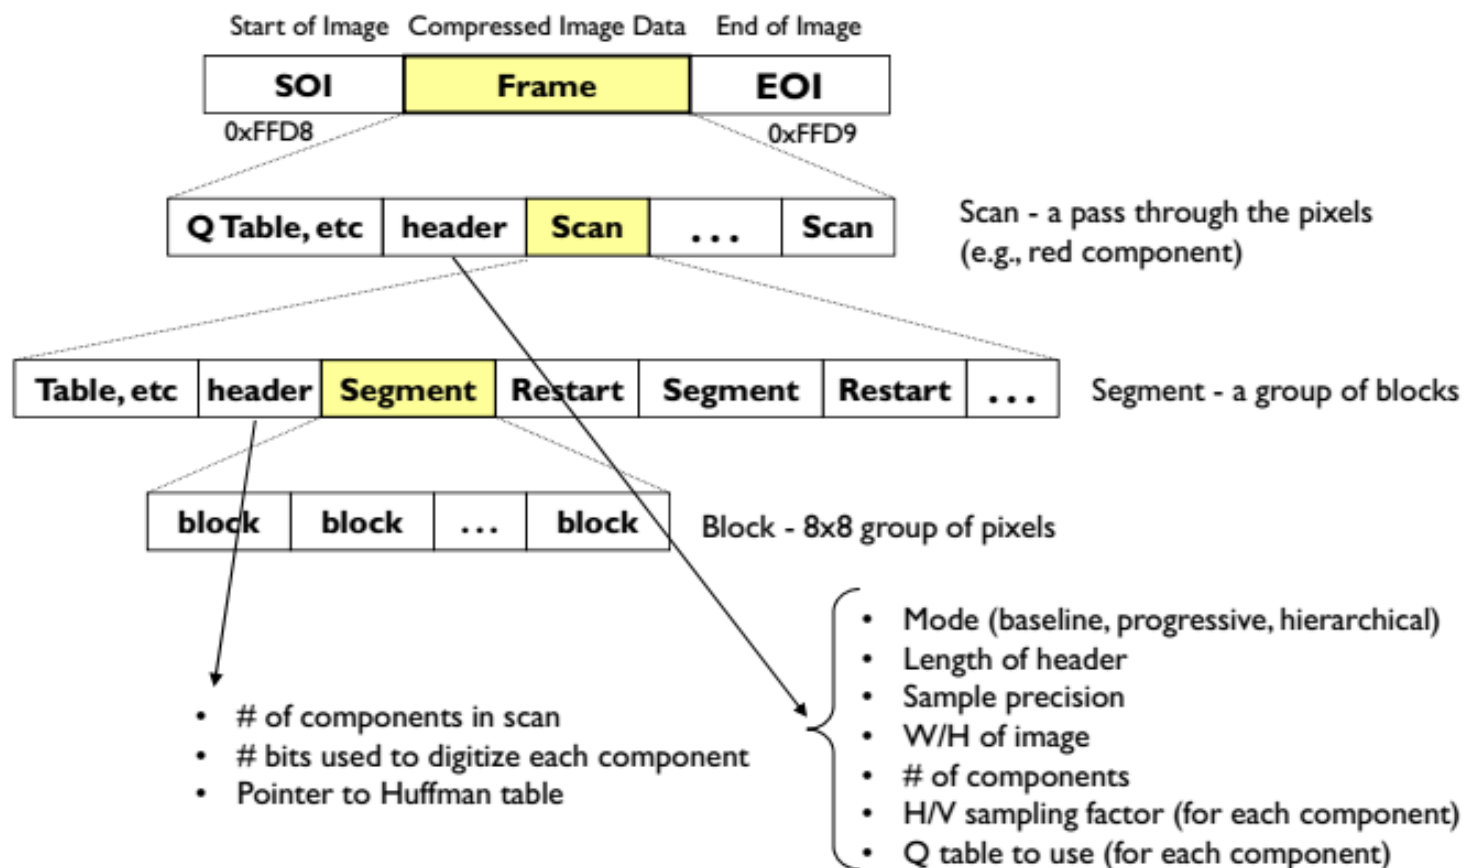 Start of Image Compressed Image Data End of Image
SOI Frame EOI
0xFFD8 0xFFD9
Q Table, etc header Scan ... Scan
Scan - a pass through the pixels
(e.g., red component)
Table, etc header Segment Restart Segment Restart ...
Segment - a group of blocks
block block ... block
Block - 8x8 group of pixels
• # of components in scan
• # bits used to digitize each component
• Pointer to Huffman table
• Mode (baseline, progressive, hierarchical)
• Length of header
• Sample precision
• W/H of image
• # of components
• H/V sampling factor (for each component)
• Q table to use (for each component)